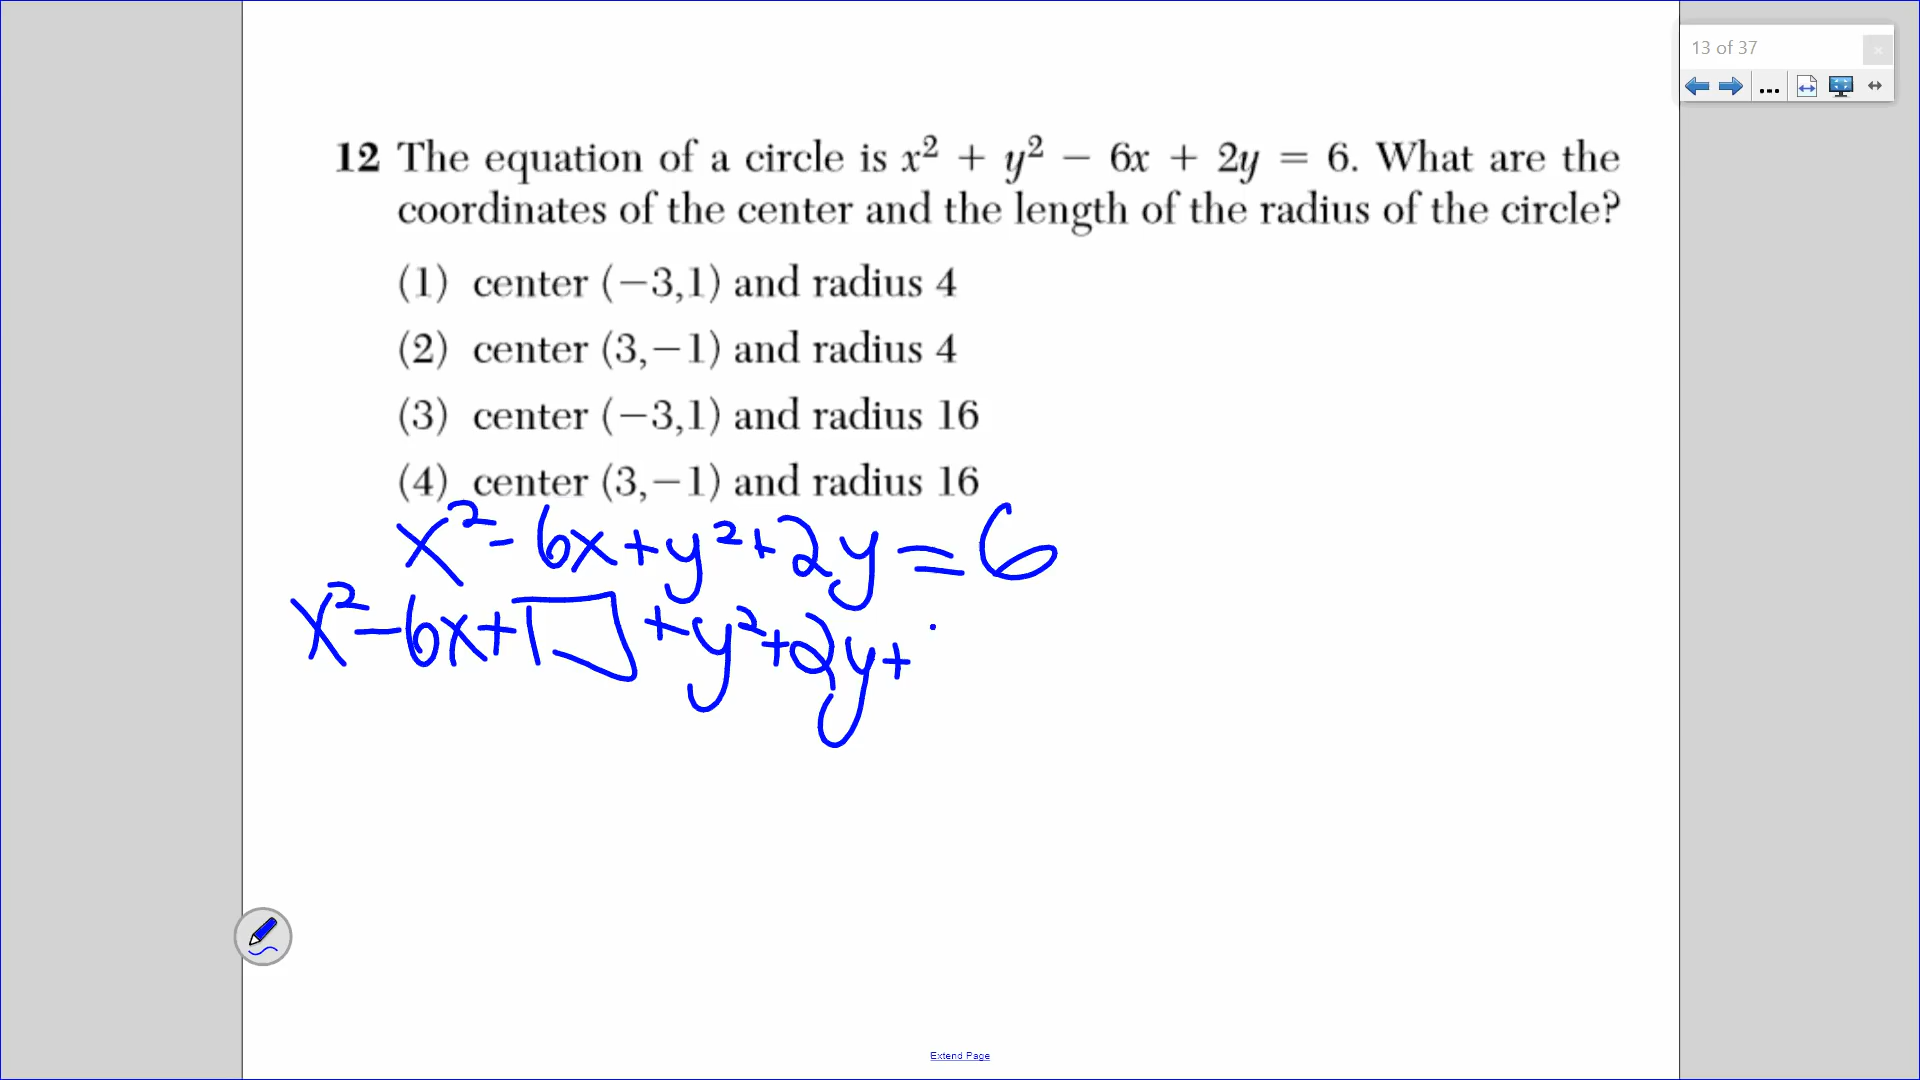 13 of 37
12 The equation of a circle is x² + y² − 6x + 2y = 6. What are the
coordinates of the center and the length of the radius of the circle?
(1) center (−3,1) and radius 4
(2) center (3,−1) and radius 4
(3) center (−3,1) and radius 16
(4) center (3,−1) and radius 16
x² - 6x + y² + 2y = 6
x² - 6x + □ + y² + 2y +
Extend Page